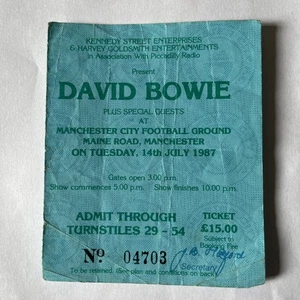 KENNEDY STREET ENTERPRISES
& HARVEY GOLDSMITH ENTERTAINMENTS
in Association With Piccadilly Radio
Present
DAVID BOWIE
PLUS SPECIAL GUESTS
AT
MANCHESTER CITY FOOTBALL GROUND
MAINE ROAD, MANCHESTER
ON TUESDAY, 14th JULY 1987
Gates open 3.00 p.m.
Show commences 5.00 p.m. Show finishes 10.00 p.m.
ADMIT THROUGH
TURNSTILES 29 - 54
TICKET
£15.00
Subject to
Booking Fee
No. 04703
Secretary
To be retained. (See plan and conditions on back)